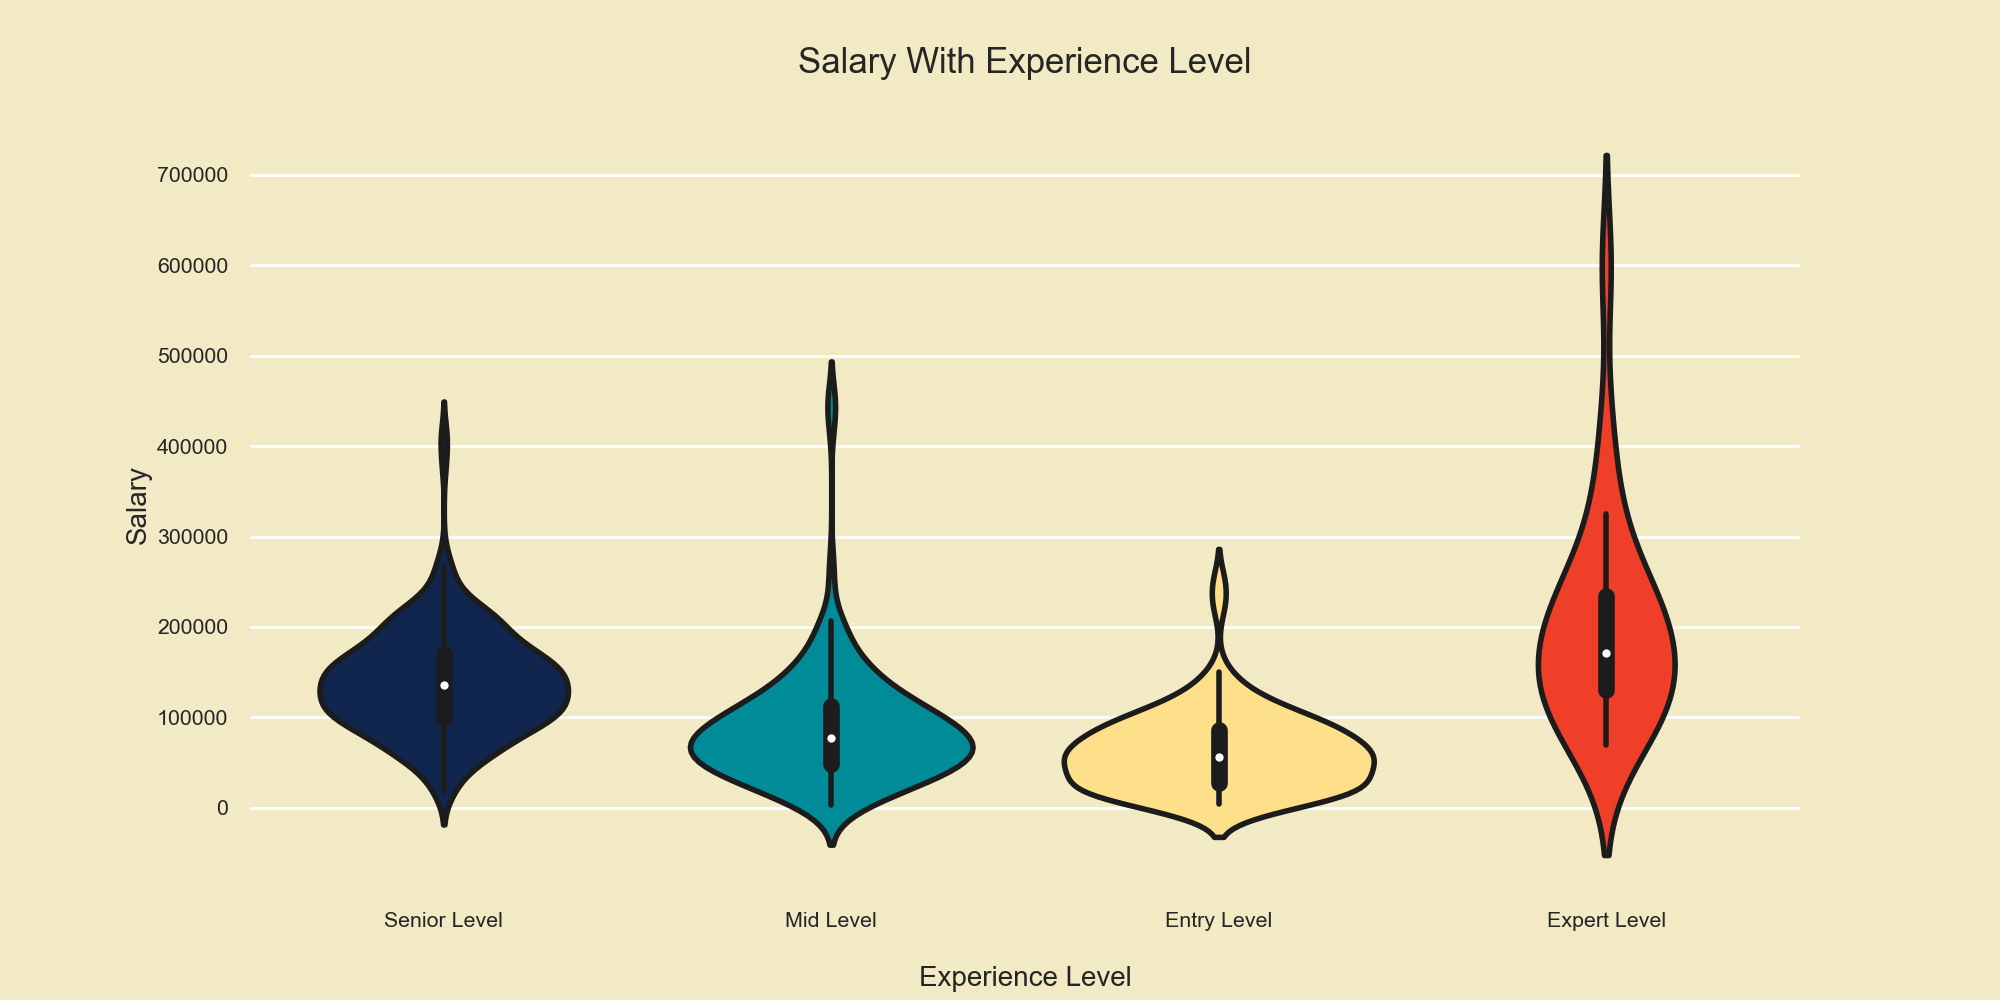 Salary With Experience Level
700000
600000
500000
400000
300000
200000
100000
0
Salary
Senior Level
Mid Level
Entry Level
Expert Level
Experience Level